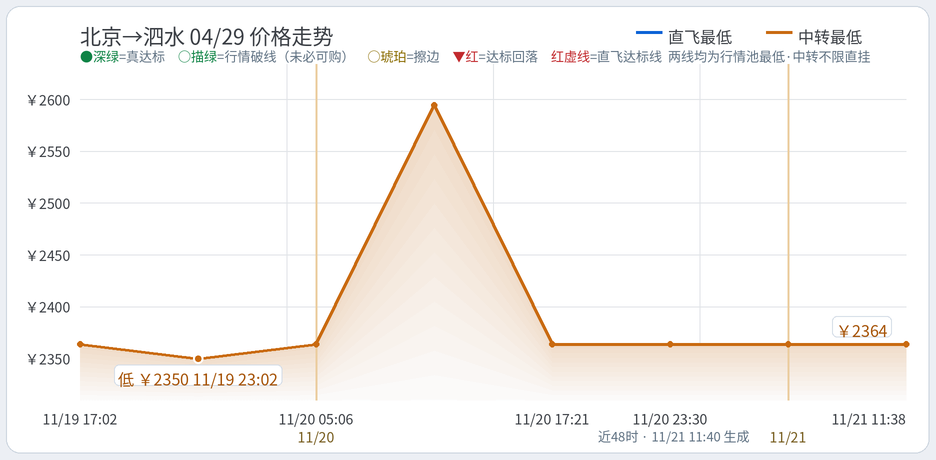 北京→泗水 04/29 价格走势
直飞最低 中转最低
●深绿=真达标 ○描绿=行情破线（未必可购） ○琥珀=擦边 ▼红=达标回落 红虚线=直飞达标线 两线均为行情池最低·中转不限直挂
￥2600
￥2550
￥2500
￥2450
￥2400
￥2350
￥2364
低 ￥2350 11/19 23:02
11/19 17:02 11/20 05:06 11/20 17:21 11/20 23:30 11/21 11:38
11/20 近48时 · 11/21 11:40 生成 11/21